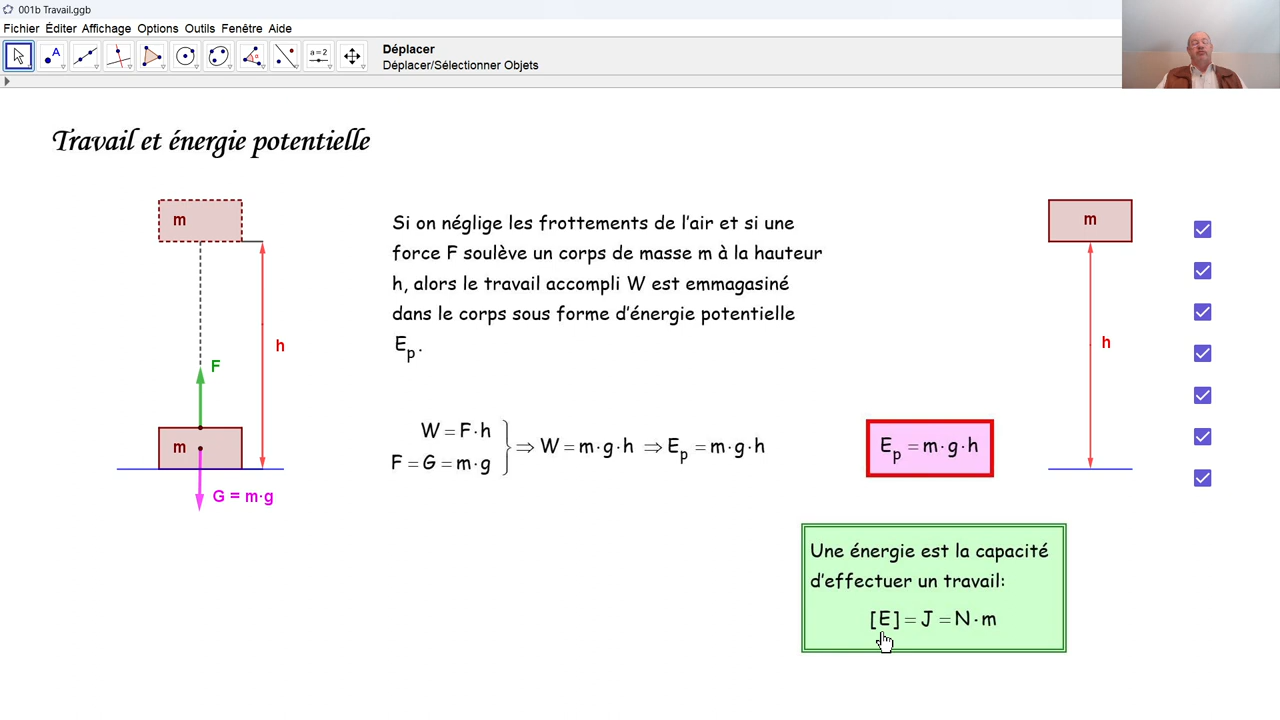 001b Travail.ggb
Fichier Éditer Affichage Options Outils Fenêtre Aide
A
a=2
Déplacer
Déplacer/Sélectionner Objets
Travail et énergie potentielle
m
h
F
m
G = m·g
Si on néglige les frottements de l'air et si une
force F soulève un corps de masse m à la hauteur
h, alors le travail accompli W est emmagasiné
dans le corps sous forme d'énergie potentielle
Ep.
W = F·h
F = G = m·g
⇒ W = m·g·h ⇒ Ep = m·g·h
Ep = m·g·h
m
h
Une énergie est la capacité
d'effectuer un travail:
[E] = J = N·m